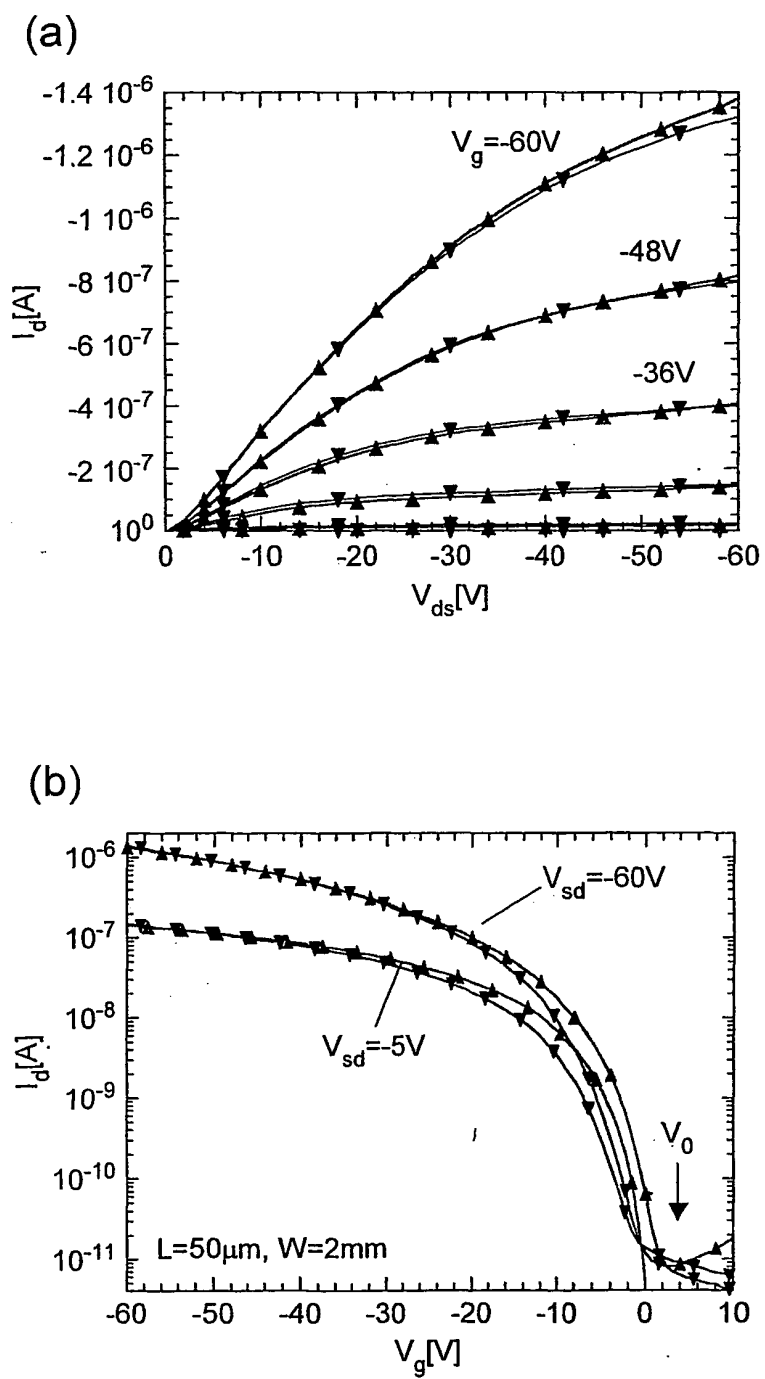 (a)
-1.4 10⁻⁶
-1.2 10⁻⁶
-1 10⁻⁶
-8 10⁻⁷
-6 10⁻⁷
-4 10⁻⁷
-2 10⁻⁷
10⁰
I_d[A]
V_g=-60V
-48V
-36V
0 -10 -20 -30 -40 -50 -60
V_ds[V]
(b)
10⁻⁶
10⁻⁷
10⁻⁸
10⁻⁹
10⁻¹⁰
10⁻¹¹
I_d[A]
V_sd=-60V
V_sd=-5V
V_0
L=50µm, W=2mm
-60 -50 -40 -30 -20 -10 0 10
V_g[V]